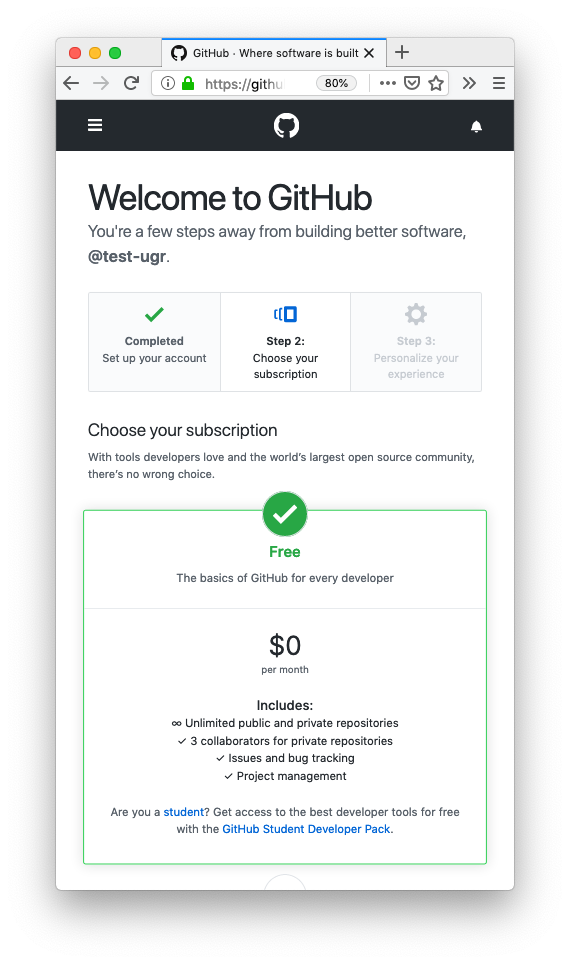 GitHub · Where software is built
https://githu
80%
Welcome to GitHub
You're a few steps away from building better software,
@test-ugr.
Completed
Set up your account
Step 2:
Choose your
subscription
Step 3:
Personalize your
experience
Choose your subscription
With tools developers love and the world’s largest open source community,
there’s no wrong choice.
Free
The basics of GitHub for every developer
$0
per month
Includes:
∞ Unlimited public and private repositories
✓ 3 collaborators for private repositories
✓ Issues and bug tracking
✓ Project management
Are you a student? Get access to the best developer tools for free
with the GitHub Student Developer Pack.